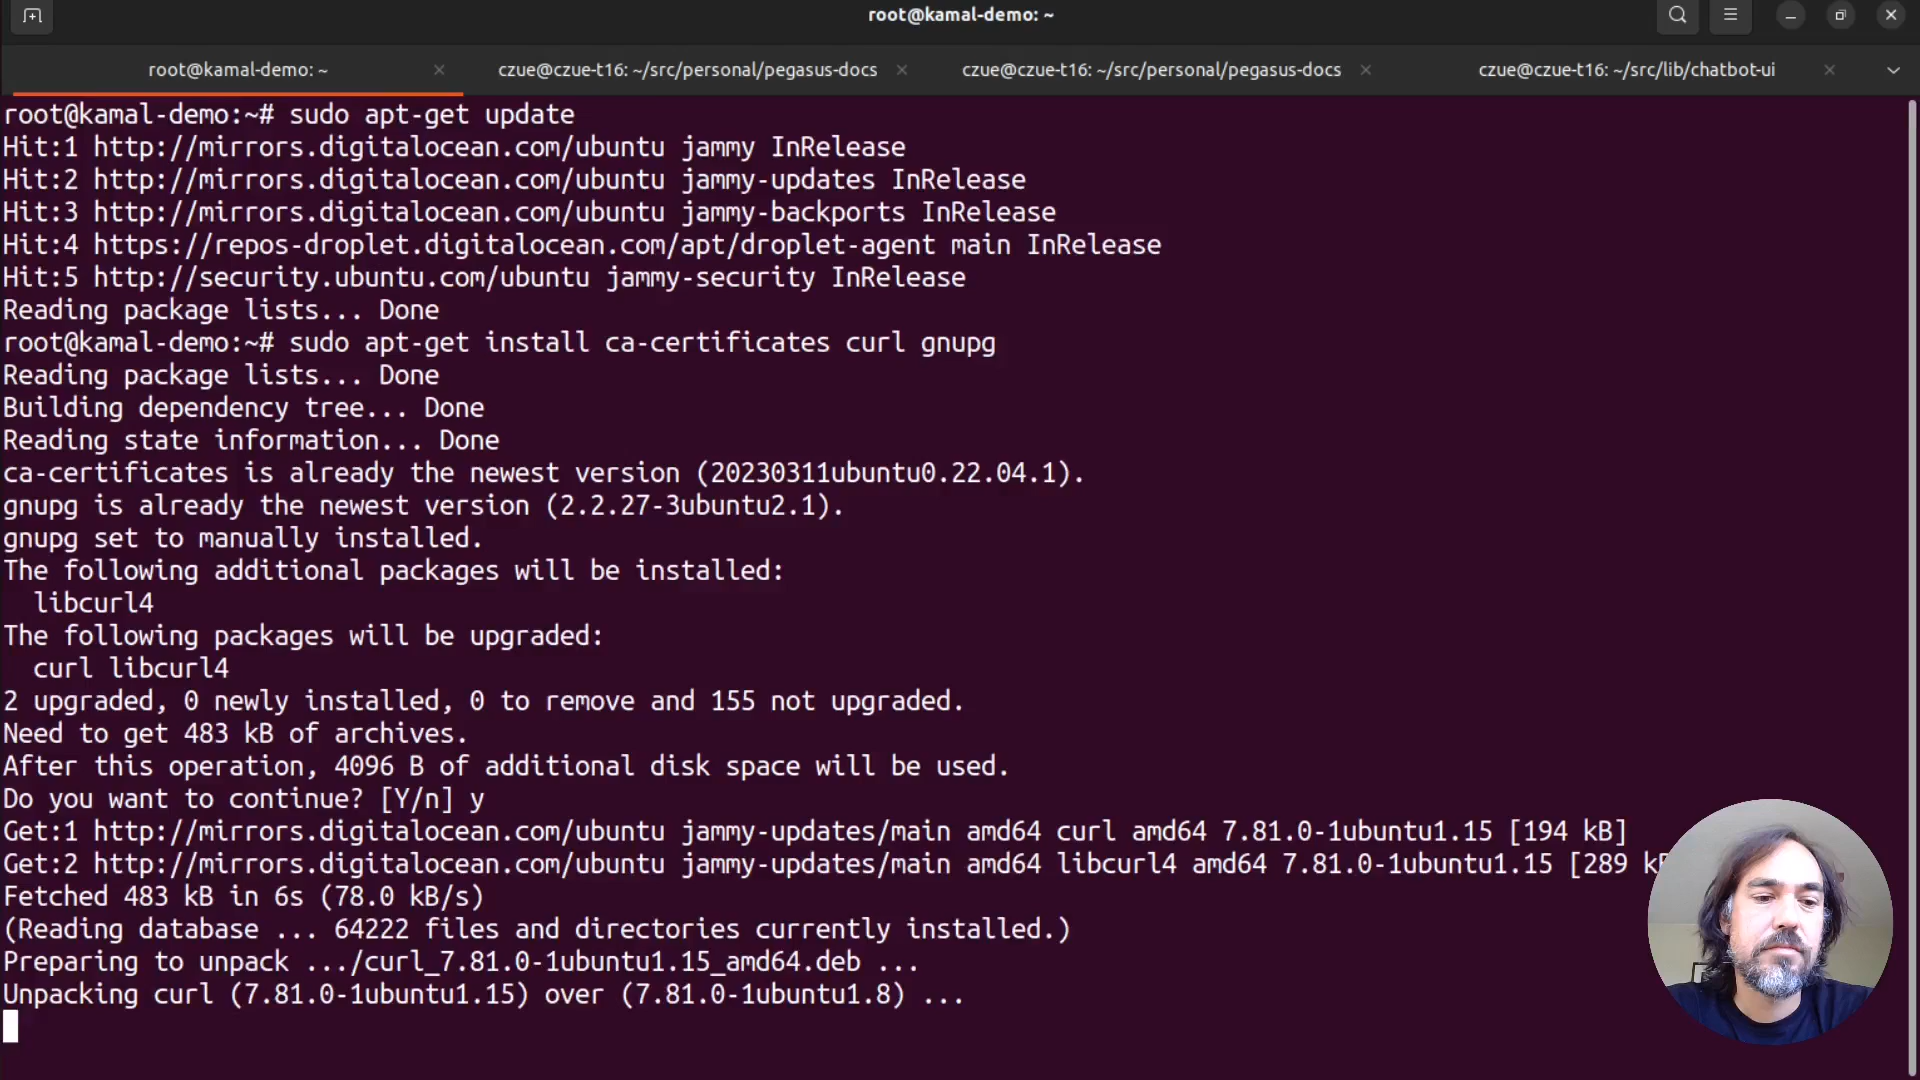 root@kamal-demo: ~
root@kamal-demo: ~
czue@czue-t16: ~/src/personal/pegasus-docs
czue@czue-t16: ~/src/personal/pegasus-docs
czue@czue-t16: ~/src/lib/chatbot-ui
root@kamal-demo:~# sudo apt-get update
Hit:1 http://mirrors.digitalocean.com/ubuntu jammy InRelease
Hit:2 http://mirrors.digitalocean.com/ubuntu jammy-updates InRelease
Hit:3 http://mirrors.digitalocean.com/ubuntu jammy-backports InRelease
Hit:4 https://repos-droplet.digitalocean.com/apt/droplet-agent main InRelease
Hit:5 http://security.ubuntu.com/ubuntu jammy-security InRelease
Reading package lists... Done
root@kamal-demo:~# sudo apt-get install ca-certificates curl gnupg
Reading package lists... Done
Building dependency tree... Done
Reading state information... Done
ca-certificates is already the newest version (20230311ubuntu0.22.04.1).
gnupg is already the newest version (2.2.27-3ubuntu2.1).
gnupg set to manually installed.
The following additional packages will be installed:
  libcurl4
The following packages will be upgraded:
  curl libcurl4
2 upgraded, 0 newly installed, 0 to remove and 155 not upgraded.
Need to get 483 kB of archives.
After this operation, 4096 B of additional disk space will be used.
Do you want to continue? [Y/n] y
Get:1 http://mirrors.digitalocean.com/ubuntu jammy-updates/main amd64 curl amd64 7.81.0-1ubuntu1.15 [194 kB]
Get:2 http://mirrors.digitalocean.com/ubuntu jammy-updates/main amd64 libcurl4 amd64 7.81.0-1ubuntu1.15 [289
Fetched 483 kB in 6s (78.0 kB/s)
(Reading database ... 64222 files and directories currently installed.)
Preparing to unpack .../curl_7.81.0-1ubuntu1.15_amd64.deb ...
Unpacking curl (7.81.0-1ubuntu1.15) over (7.81.0-1ubuntu1.8) ...